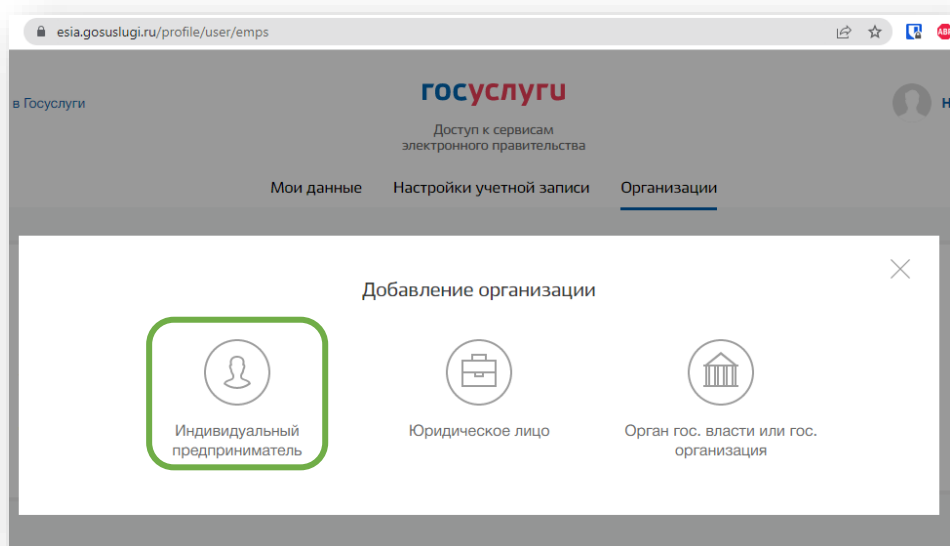 esia.gosuslugi.ru/profile/user/emps
ABP
в Госуслуги
госуслуги
Н
Доступ к сервисам
электронного правительства
Мои данные Настройки учетной записи Организации
Добавление организации
Индивидуальный
предприниматель
Юридическое лицо
Орган гос. власти или гос.
организация